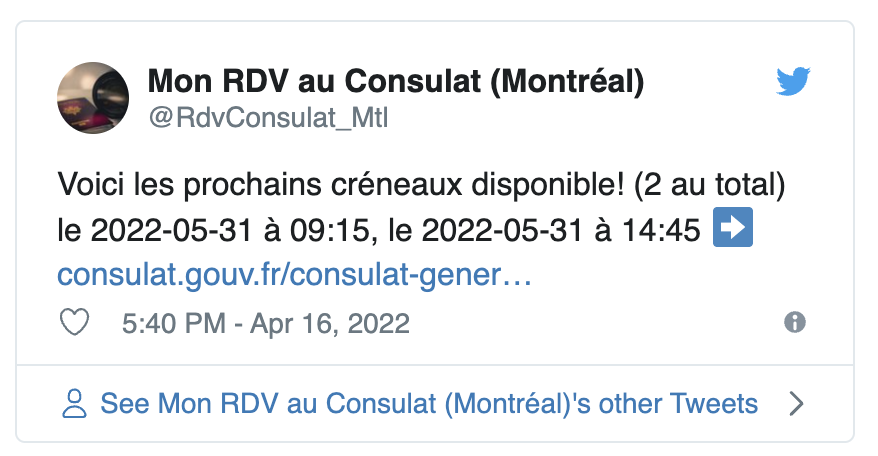 Mon RDV au Consulat (Montréal)
@RdvConsulat_Mtl
Voici les prochains créneaux disponible! (2 au total)
le 2022-05-31 à 09:15, le 2022-05-31 à 14:45 ➡️
consulat.gouv.fr/consulat-gener…
5:40 PM - Apr 16, 2022
See Mon RDV au Consulat (Montréal)'s other Tweets